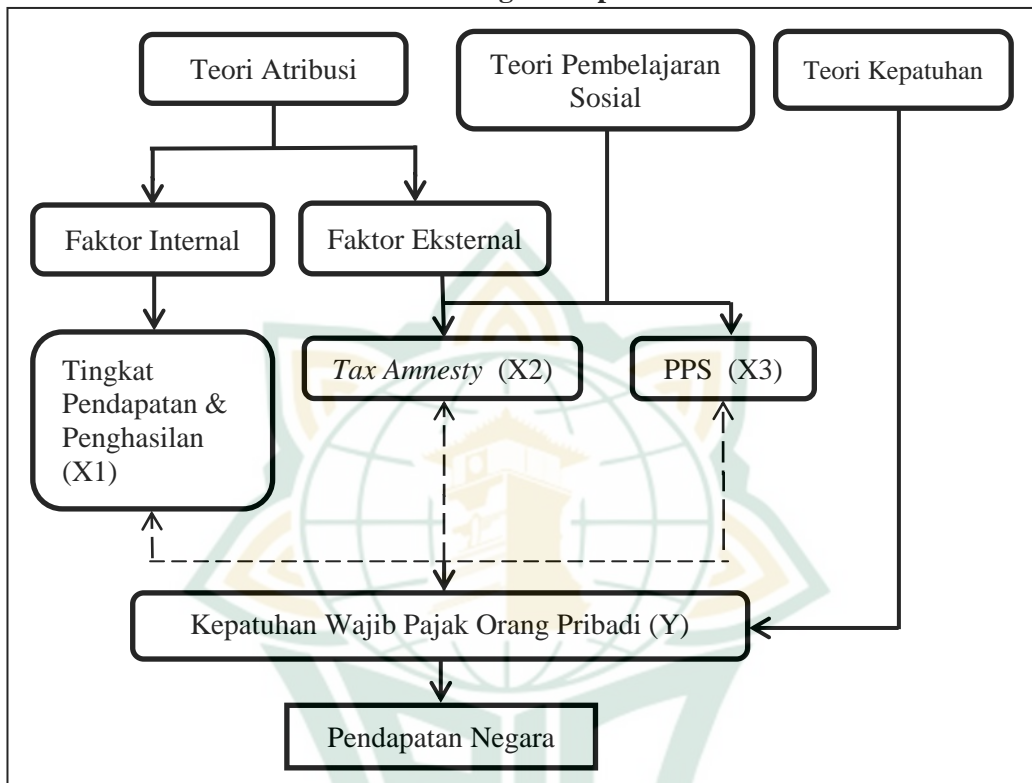 Teori Atribusi
Teori Pembelajaran
Sosial
Teori Kepatuhan
Faktor Internal
Faktor Eksternal
Tingkat
Pendapatan &
Penghasilan
(X1)
Tax Amnesty (X2)
PPS (X3)
Kepatuhan Wajib Pajak Orang Pribadi (Y)
Pendapatan Negara